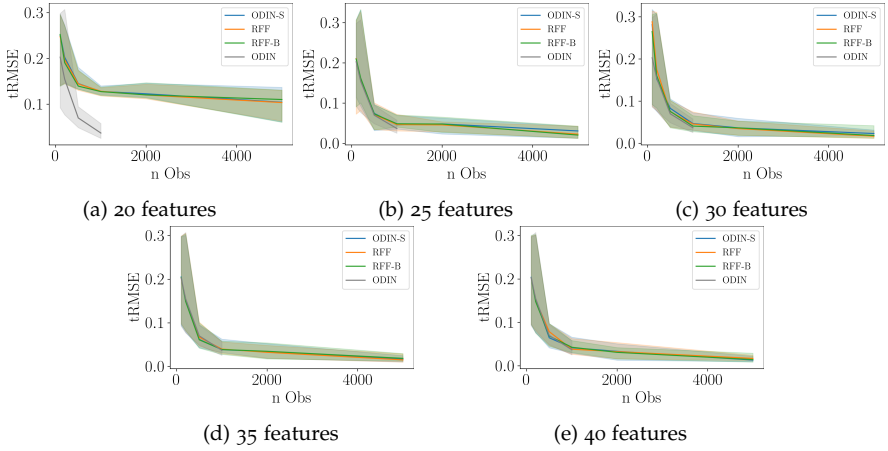 tRMSE
0.3
0.2
0.1
0
2000
4000
n Obs
ODIN-S
RFF
RFF-B
ODIN
(a) 20 features
tRMSE
0.3
0.2
0.1
0.0
0
2000
4000
n Obs
ODIN-S
RFF
RFF-B
ODIN
(b) 25 features
tRMSE
0.3
0.2
0.1
0.0
0
2000
4000
n Obs
ODIN-S
RFF
RFF-B
ODIN
(c) 30 features
tRMSE
0.3
0.2
0.1
0.0
0
2000
4000
n Obs
ODIN-S
RFF
RFF-B
ODIN
(d) 35 features
tRMSE
0.3
0.2
0.1
0.0
0
2000
4000
n Obs
ODIN-S
RFF
RFF-B
ODIN
(e) 40 features